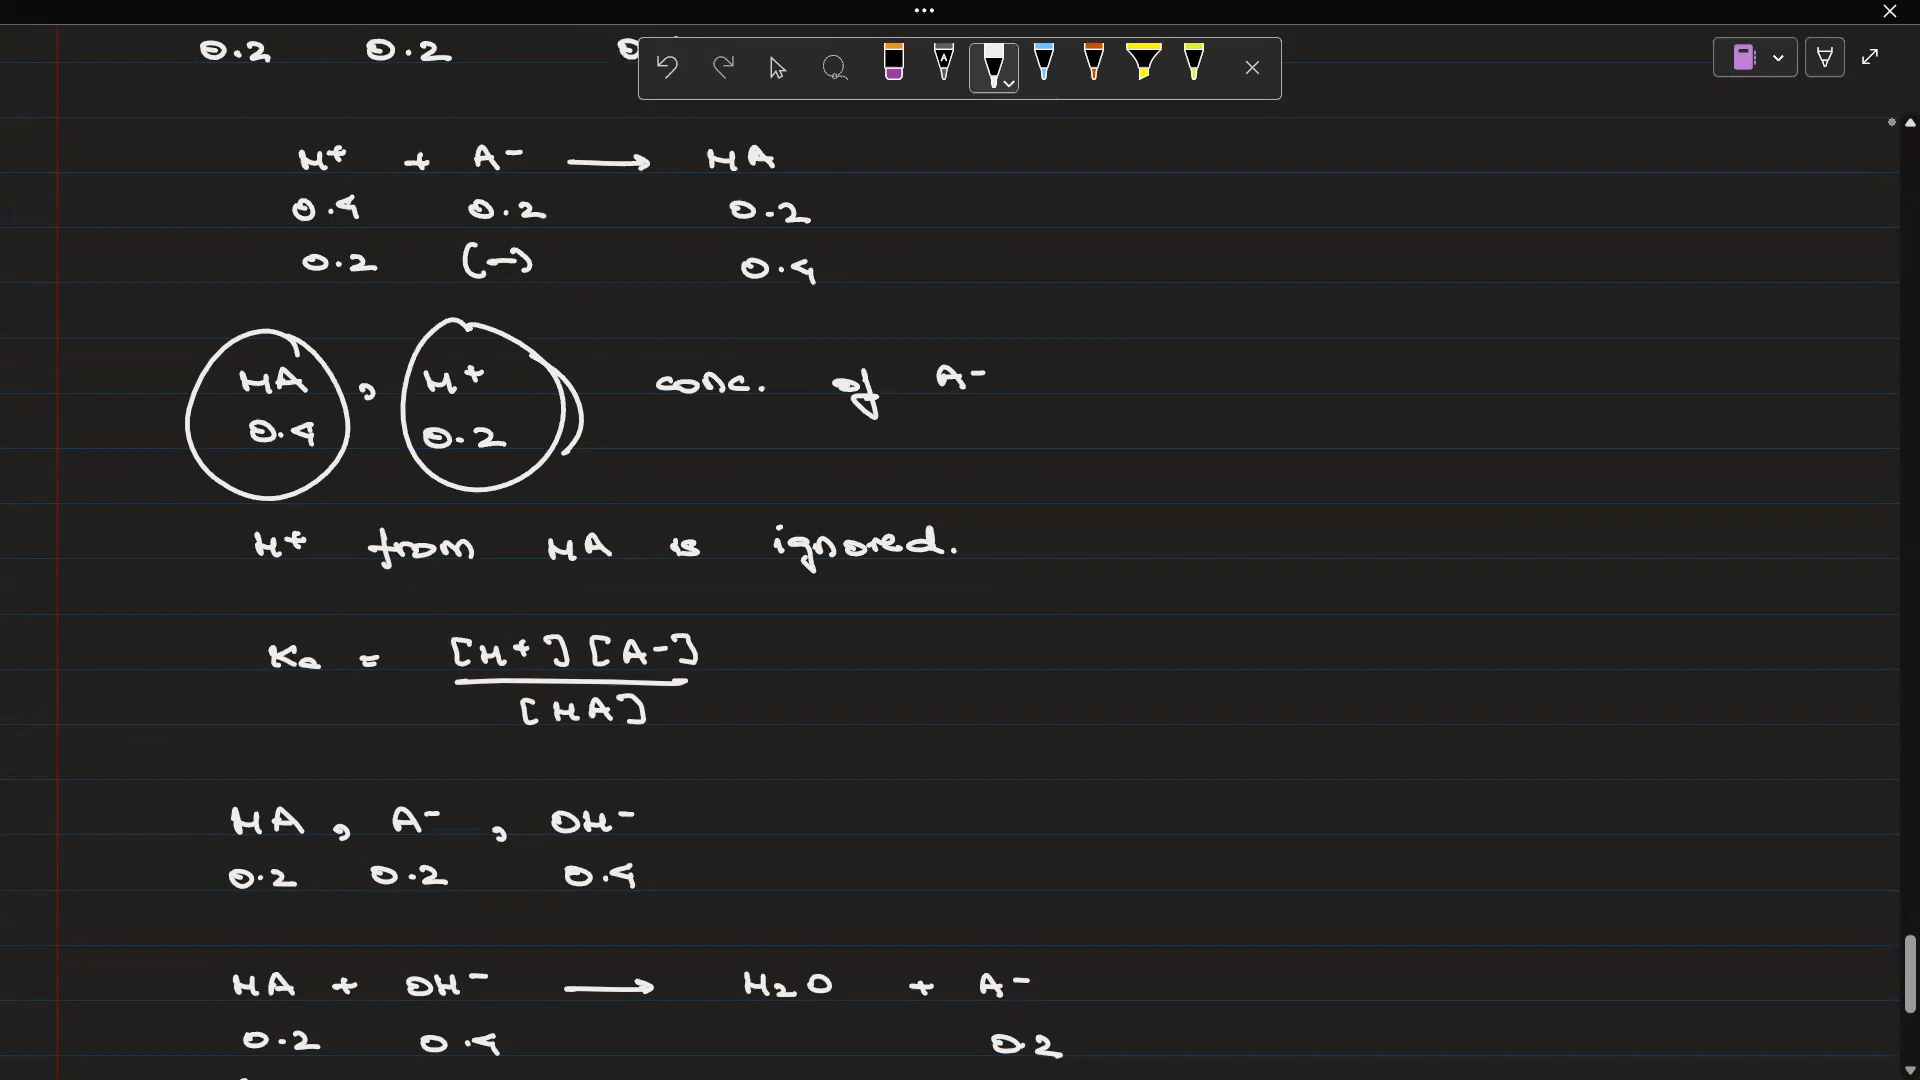 0.2 0.2
H+ + A- ⟶ HA
0.4 0.2 0.2
0.2 (-) 0.4
HA , H+ conc. of A-
0.4 0.2
H+ from HA is ignored.
Ka = [H+] [A-]
[HA]
HA , A- , OH-
0.2 0.2 0.4
HA + OH- ⟶ H2O + A-
0.2 0.4 0.2